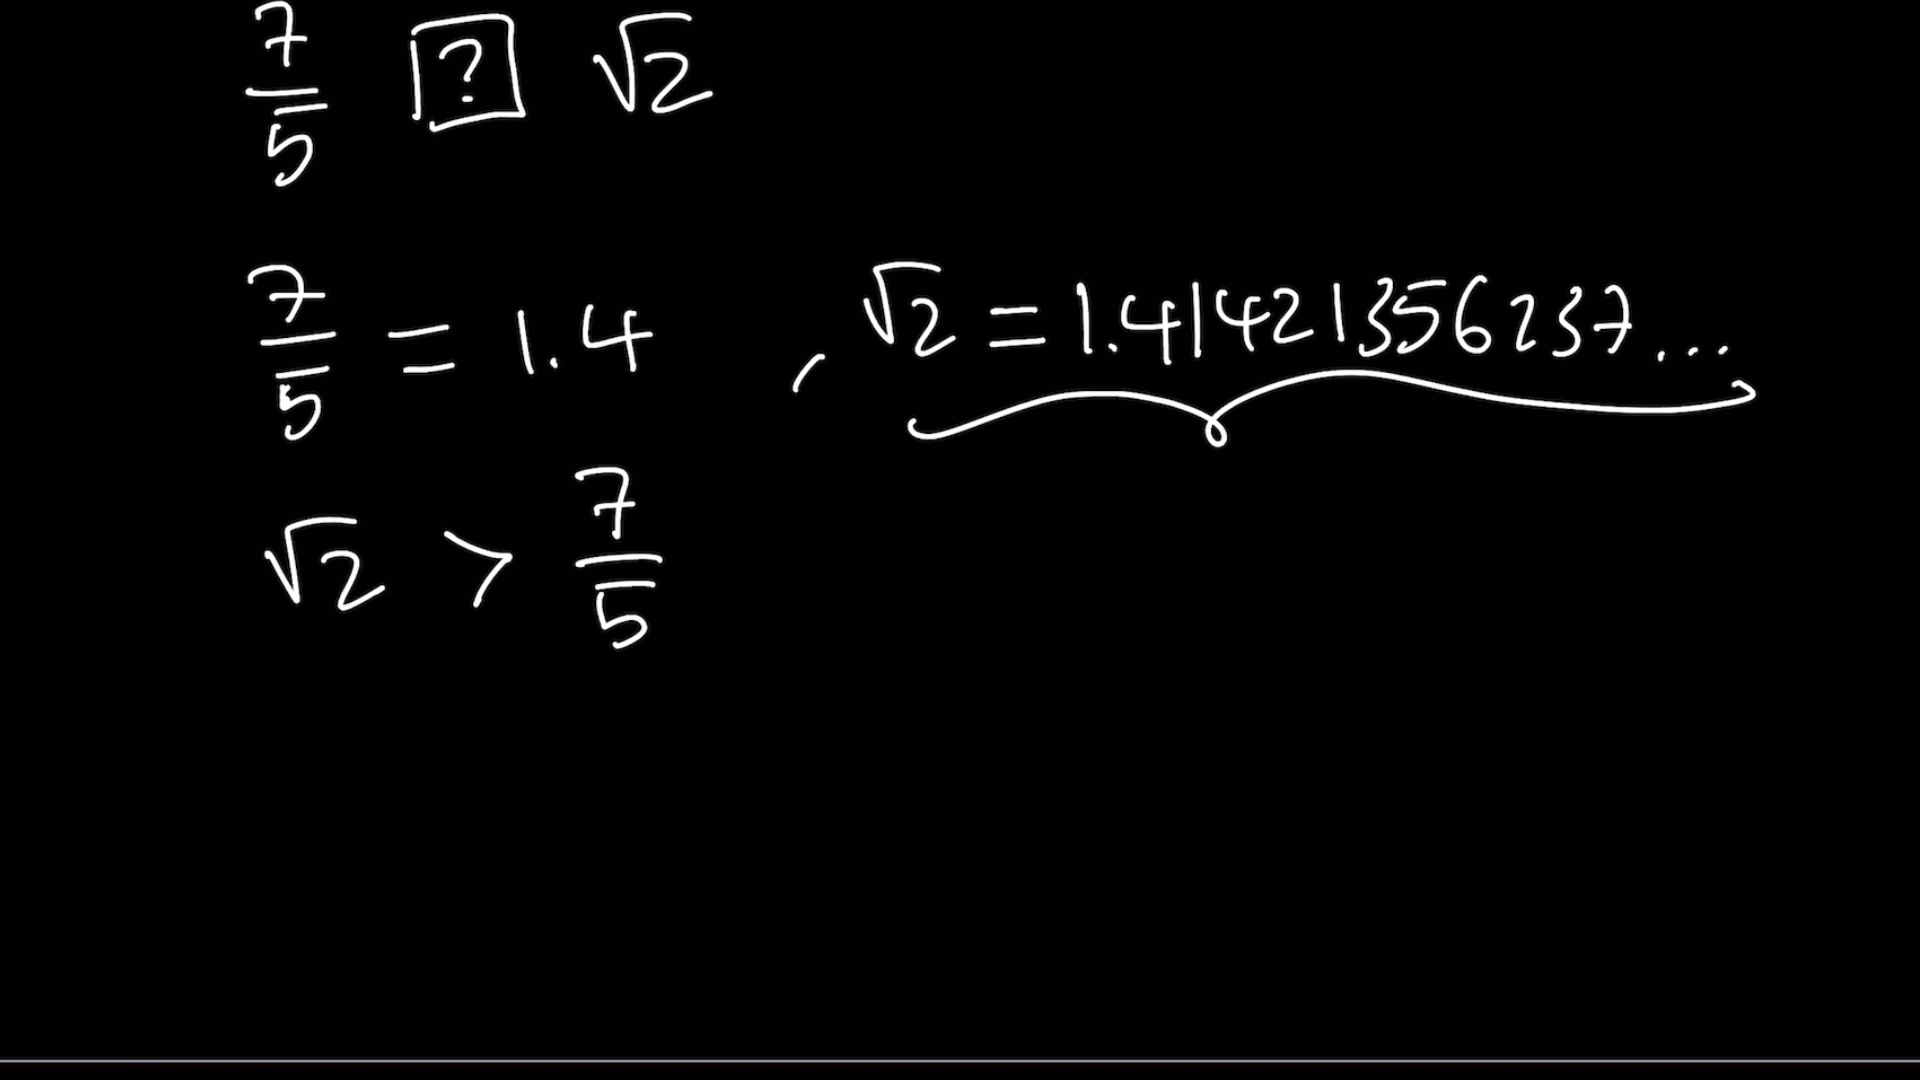 7/5 ? √2
7/5 = 1.4 , √2 = 1.41421356237...
√2 > 7/5